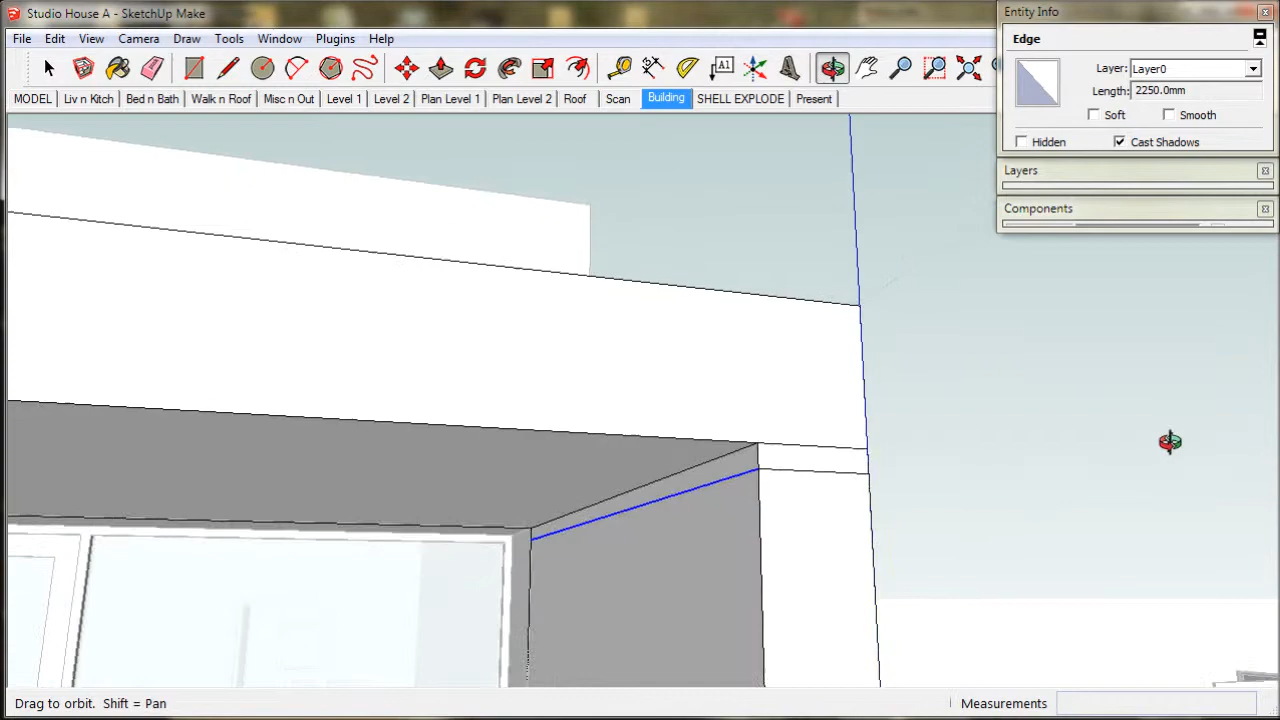 Studio House A - SketchUp Make
File Edit View Camera Draw Tools Window Plugins Help
A1
MODEL Liv n Kitch Bed n Bath Walk n Roof Misc n Out Level 1 Level 2 Plan Level 1 Plan Level 2 Roof Scan Building SHELL EXPLODE Present
Entity Info
Edge
Layer: Layer0
Length: 2250.0mm
Soft Smooth
Hidden Cast Shadows
Layers
Components
Drag to orbit. Shift = Pan
Measurements